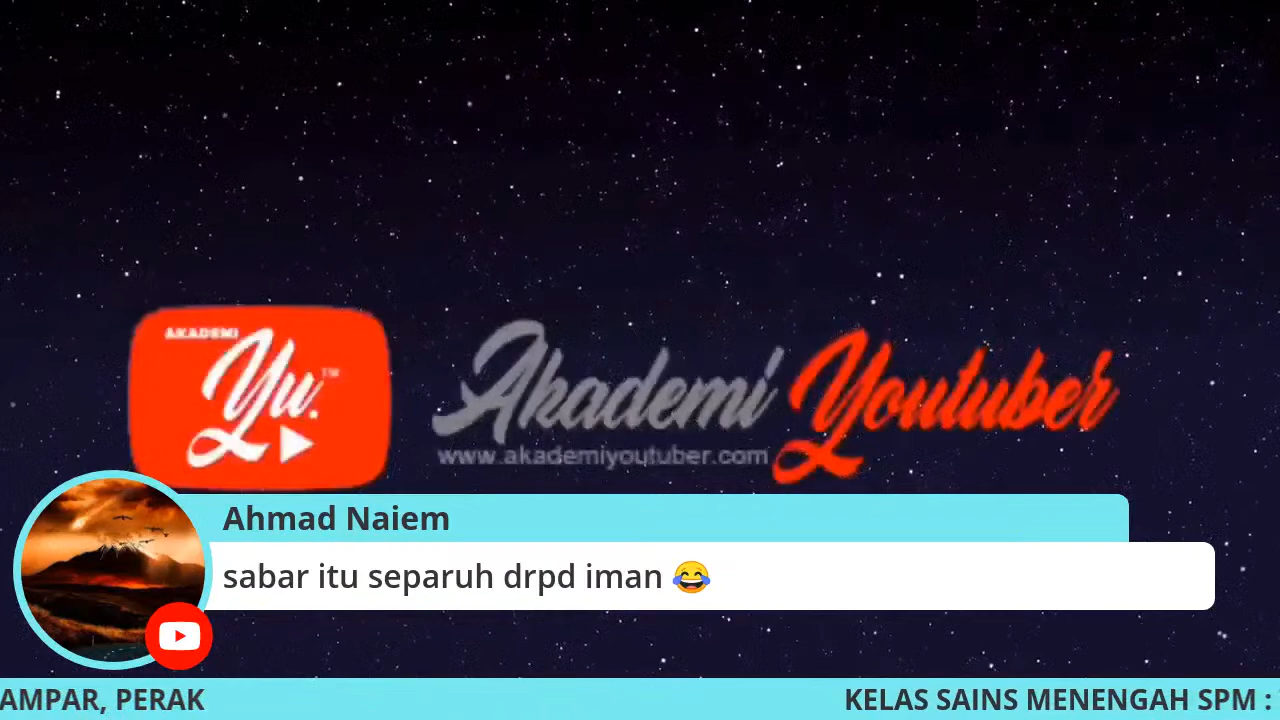 AKADEMI
Yu.
TM
Akademi Youtuber
www.akademiyoutuber.com
Ahmad Naiem
sabar itu separuh drpd iman 😂
AMPAR, PERAK
KELAS SAINS MENENGAH SPM :